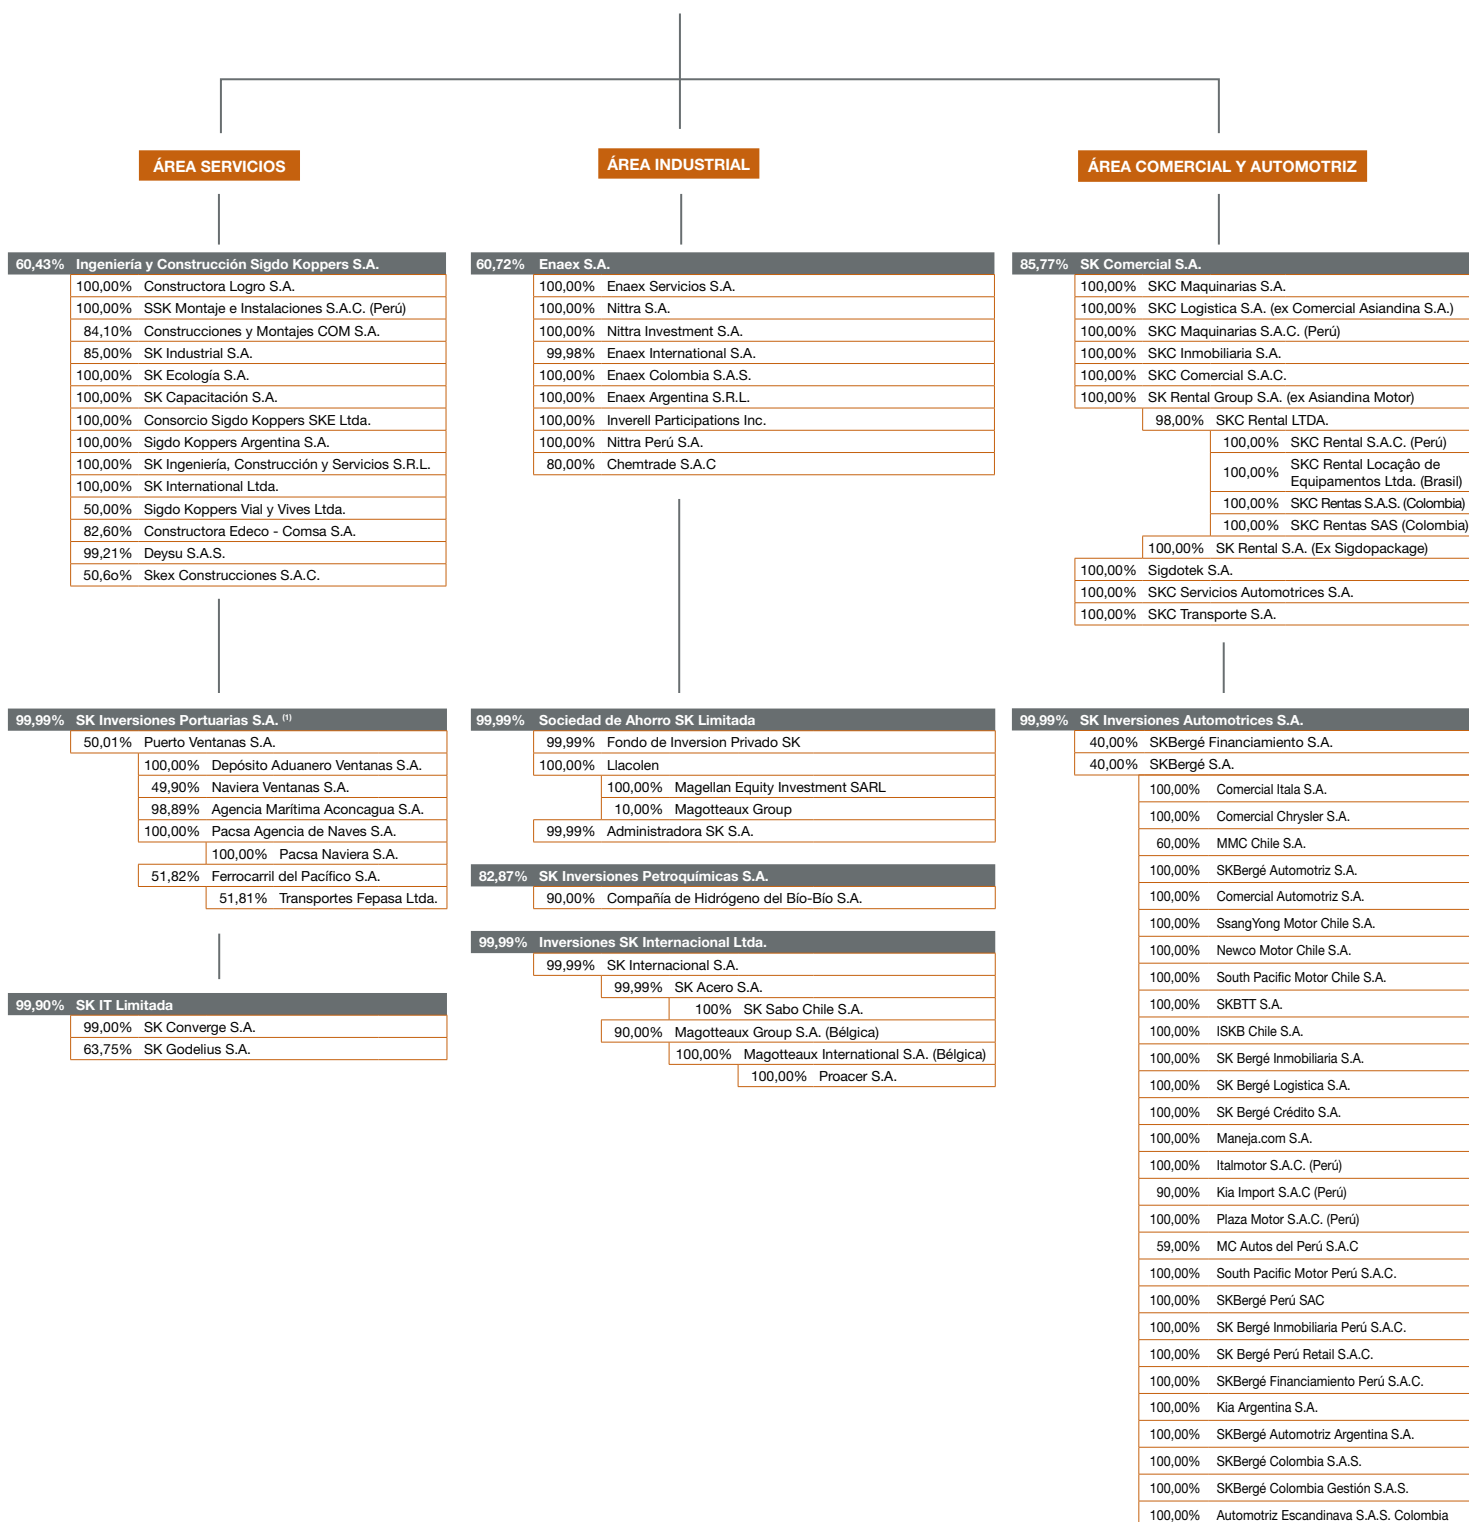 ÁREA SERVICIOS
60,43% Ingeniería y Construcción Sigdo Koppers S.A.
100,00% Constructora Logro S.A.
100,00% SSK Montaje e Instalaciones S.A.C. (Perú)
84,10% Construcciones y Montajes COM S.A.
85,00% SK Industrial S.A.
100,00% SK Ecología S.A.
100,00% SK Capacitación S.A.
100,00% Consorcio Sigdo Koppers SKE Ltda.
100,00% Sigdo Koppers Argentina S.A.
100,00% SK Ingeniería, Construcción y Servicios S.R.L.
100,00% SK International Ltda.
50,00% Sigdo Koppers Vial y Vives Ltda.
82,60% Constructora Edeco - Comsa S.A.
99,21% Deysu S.A.S.
50,6o% Skex Construcciones S.A.C.
99,99% SK Inversiones Portuarias S.A. (1)
50,01% Puerto Ventanas S.A.
100,00% Depósito Aduanero Ventanas S.A.
49,90% Naviera Ventanas S.A.
98,89% Agencia Marítima Aconcagua S.A.
100,00% Pacsa Agencia de Naves S.A.
100,00% Pacsa Naviera S.A.
51,82% Ferrocarril del Pacífico S.A.
51,81% Transportes Fepasa Ltda.
99,90% SK IT Limitada
99,00% SK Converge S.A.
63,75% SK Godelius S.A.
ÁREA INDUSTRIAL
60,72% Enaex S.A.
100,00% Enaex Servicios S.A.
100,00% Nittra S.A.
100,00% Nittra Investment S.A.
99,98% Enaex International S.A.
100,00% Enaex Colombia S.A.S.
100,00% Enaex Argentina S.R.L.
100,00% Inverell Participations Inc.
100,00% Nittra Perú S.A.
80,00% Chemtrade S.A.C
99,99% Sociedad de Ahorro SK Limitada
99,99% Fondo de Inversion Privado SK
100,00% Llacolen
100,00% Magellan Equity Investment SARL
10,00% Magotteaux Group
99,99% Administradora SK S.A.
82,87% SK Inversiones Petroquímicas S.A.
90,00% Compañía de Hidrógeno del Bío-Bío S.A.
99,99% Inversiones SK Internacional Ltda.
99,99% SK Internacional S.A.
99,99% SK Acero S.A.
100% SK Sabo Chile S.A.
90,00% Magotteaux Group S.A. (Bélgica)
100,00% Magotteaux International S.A. (Bélgica)
100,00% Proacer S.A.
ÁREA COMERCIAL Y AUTOMOTRIZ
85,77% SK Comercial S.A.
100,00% SKC Maquinarias S.A.
100,00% SKC Logistica S.A. (ex Comercial Asiandina S.A.)
100,00% SKC Maquinarias S.A.C. (Perú)
100,00% SKC Inmobiliaria S.A.
100,00% SKC Comercial S.A.C.
100,00% SK Rental Group S.A. (ex Asiandina Motor)
98,00% SKC Rental LTDA.
100,00% SKC Rental S.A.C. (Perú)
100,00% SKC Rental Locaçâo de
Equipamentos Ltda. (Brasil)
100,00% SKC Rentas S.A.S. (Colombia)
100,00% SKC Rentas SAS (Colombia)
100,00% SK Rental S.A. (Ex Sigdopackage)
100,00% Sigdotek S.A.
100,00% SKC Servicios Automotrices S.A.
100,00% SKC Transporte S.A.
99,99% SK Inversiones Automotrices S.A.
40,00% SKBergé Financiamiento S.A.
40,00% SKBergé S.A.
100,00% Comercial Itala S.A.
100,00% Comercial Chrysler S.A.
60,00% MMC Chile S.A.
100,00% SKBergé Automotriz S.A.
100,00% Comercial Automotriz S.A.
100,00% SsangYong Motor Chile S.A.
100,00% Newco Motor Chile S.A.
100,00% South Pacific Motor Chile S.A.
100,00% SKBTT S.A.
100,00% ISKB Chile S.A.
100,00% SK Bergé Inmobiliaria S.A.
100,00% SK Bergé Logistica S.A.
100,00% SK Bergé Crédito S.A.
100,00% Maneja.com S.A.
100,00% Italmotor S.A.C. (Perú)
90,00% Kia Import S.A.C (Perú)
100,00% Plaza Motor S.A.C. (Perú)
59,00% MC Autos del Perú S.A.C
100,00% South Pacific Motor Perú S.A.C.
100,00% SKBergé Perú SAC
100,00% SK Bergé Inmobiliaria Perú S.A.C.
100,00% SK Bergé Perú Retail S.A.C.
100,00% SKBergé Financiamiento Perú S.A.C.
100,00% Kia Argentina S.A.
100,00% SKBergé Automotriz Argentina S.A.
100,00% SKBergé Colombia S.A.S.
100,00% SKBergé Colombia Gestión S.A.S.
100,00% Automotriz Escandinava S.A.S. Colombia